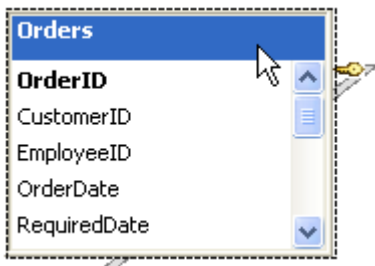 Orders
OrderID
CustomerID
EmployeeID
OrderDate
RequiredDate